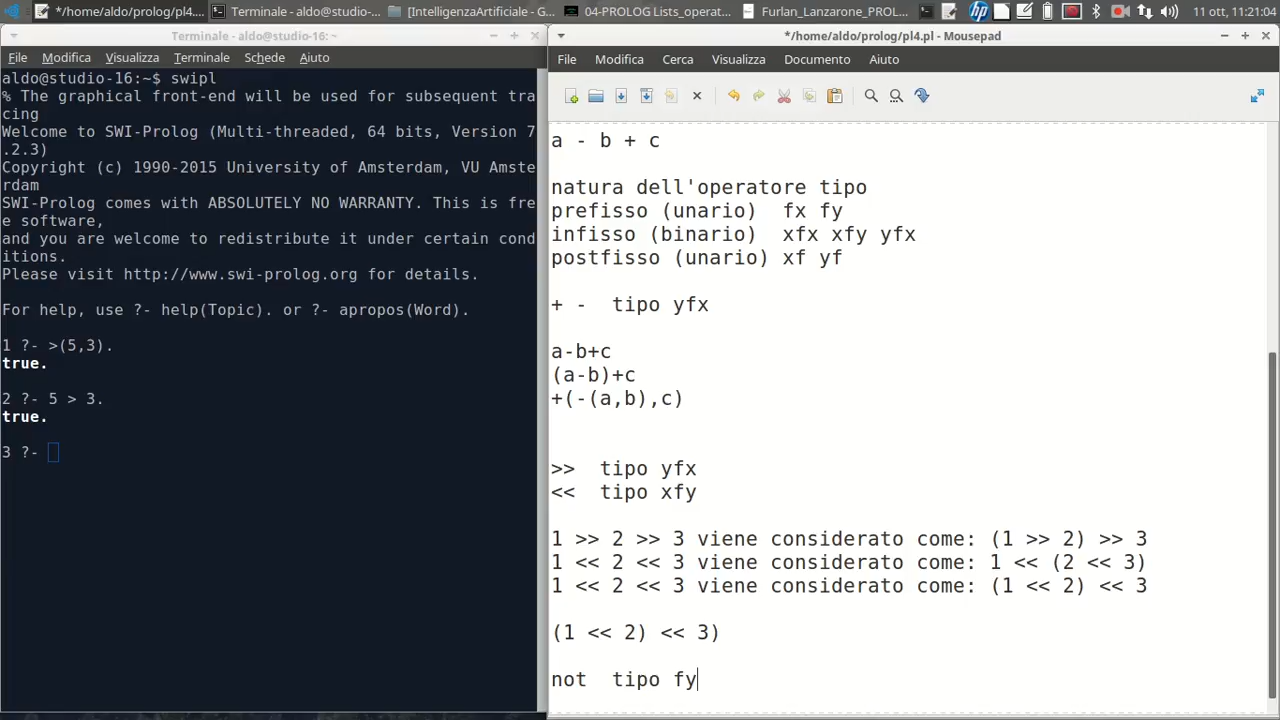 */home/aldo/prolog/pl4....
Terminale - aldo@studio-...
[IntelligenzaArtificiale - G...
04-PROLOG Lists_operat...
Furlan_Lanzarone_PROL...
11 ott, 11:21:04
Terminale - aldo@studio-16: ~
File Modifica Visualizza Terminale Schede Aiuto
aldo@studio-16:~$ swipl
% The graphical front-end will be used for subsequent tra
cing
Welcome to SWI-Prolog (Multi-threaded, 64 bits, Version 7
.2.3)
Copyright (c) 1990-2015 University of Amsterdam, VU Amste
rdam
SWI-Prolog comes with ABSOLUTELY NO WARRANTY. This is fre
e software,
and you are welcome to redistribute it under certain cond
itions.
Please visit http://www.swi-prolog.org for details.
For help, use ?- help(Topic). or ?- apropos(Word).
1 ?- >(5,3).
true.
2 ?- 5 > 3.
true.
3 ?-
*/home/aldo/prolog/pl4.pl - Mousepad
File Modifica Cerca Visualizza Documento Aiuto
a - b + c
natura dell'operatore tipo
prefisso (unario)  fx fy
infisso (binario)  xfx xfy yfx
postfisso (unario) xf yf
+ -  tipo yfx
a-b+c
(a-b)+c
+(-(a,b),c)
>>  tipo yfx
<<  tipo xfy
1 >> 2 >> 3 viene considerato come: (1 >> 2) >> 3
1 << 2 << 3 viene considerato come: 1 << (2 << 3)
1 << 2 << 3 viene considerato come: (1 << 2) << 3
(1 << 2) << 3)
not  tipo fy